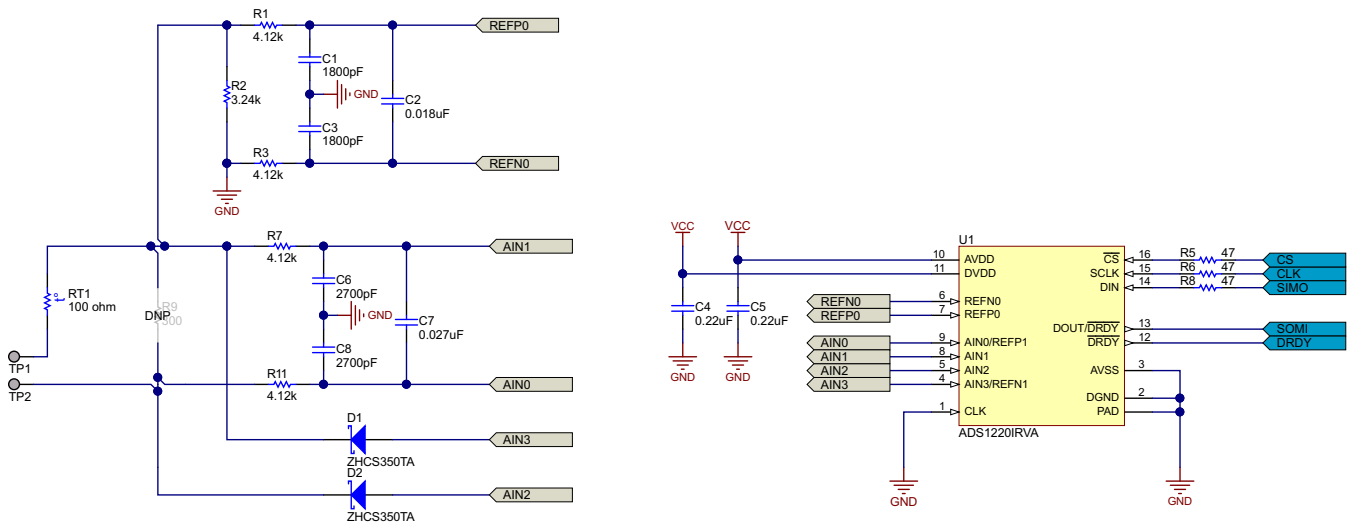 R1
4.12k
REFP0
C1
1800pF
R2
3.24k
GND
C2
0.018uF
C3
1800pF
R3
4.12k
REFN0
GND
R7
4.12k
AIN1
C6
2700pF
RT1
100 ohm
t°
R9
300
DNP
GND
C7
0.027uF
C8
2700pF
TP1
TP2
R11
4.12k
AIN0
D1
ZHCS350TA
AIN3
D2
ZHCS350TA
AIN2
VCC
VCC
C4
0.22uF
C5
0.22uF
GND
GND
REFN0
REFP0
AIN0
AIN1
AIN2
AIN3
U1
10 AVDD
11 DVDD
6 REFN0
7 REFP0
9 AIN0/REFP1
8 AIN1
5 AIN2
4 AIN3/REFN1
1 CLK
CS 16
SCLK 15
DIN 14
DOUT/DRDY 13
DRDY 12
AVSS 3
DGND 2
PAD
ADS1220IRVA
R5 47 CS
R6 47 CLK
R8 47 SIMO
SOMI
DRDY
GND
GND